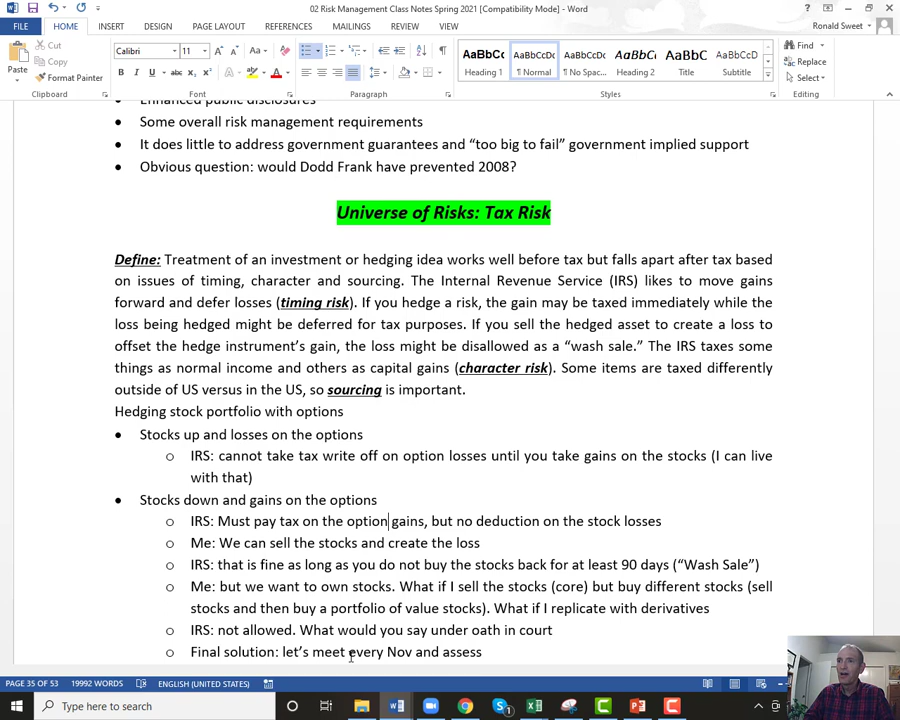 02 Risk Management Class Notes Spring 2021 [Compatibility Mode] - Word
FILE HOME INSERT DESIGN PAGE LAYOUT REFERENCES MAILINGS REVIEW VIEW Ronald Sweet
Paste Cut Copy Format Painter
Calibri 11
AaBbCc AaBbCcDc AaBbCcDc AaBbCc AaBbC AaBbCcD
Heading 1 ¶ Normal ¶ No Spac... Heading 2 Title Subtitle
Find Replace Select
Clipboard Font Paragraph Styles Editing
Enhanced public disclosures
• Some overall risk management requirements
• It does little to address government guarantees and “too big to fail” government implied support
• Obvious question: would Dodd Frank have prevented 2008?
Universe of Risks: Tax Risk
Define: Treatment of an investment or hedging idea works well before tax but falls apart after tax based
on issues of timing, character and sourcing. The Internal Revenue Service (IRS) likes to move gains
forward and defer losses (timing risk). If you hedge a risk, the gain may be taxed immediately while the
loss being hedged might be deferred for tax purposes. If you sell the hedged asset to create a loss to
offset the hedge instrument’s gain, the loss might be disallowed as a “wash sale.” The IRS taxes some
things as normal income and others as capital gains (character risk). Some items are taxed differently
outside of US versus in the US, so sourcing is important.
Hedging stock portfolio with options
• Stocks up and losses on the options
o IRS: cannot take tax write off on option losses until you take gains on the stocks (I can live
with that)
• Stocks down and gains on the options
o IRS: Must pay tax on the option gains, but no deduction on the stock losses
o Me: We can sell the stocks and create the loss
o IRS: that is fine as long as you do not buy the stocks back for at least 90 days (“Wash Sale”)
o Me: but we want to own stocks. What if I sell the stocks (core) but buy different stocks (sell
stocks and then buy a portfolio of value stocks). What if I replicate with derivatives
o IRS: not allowed. What would you say under oath in court
o Final solution: let’s meet every Nov and assess
PAGE 35 OF 53 19992 WORDS ENGLISH (UNITED STATES)
Type here to search